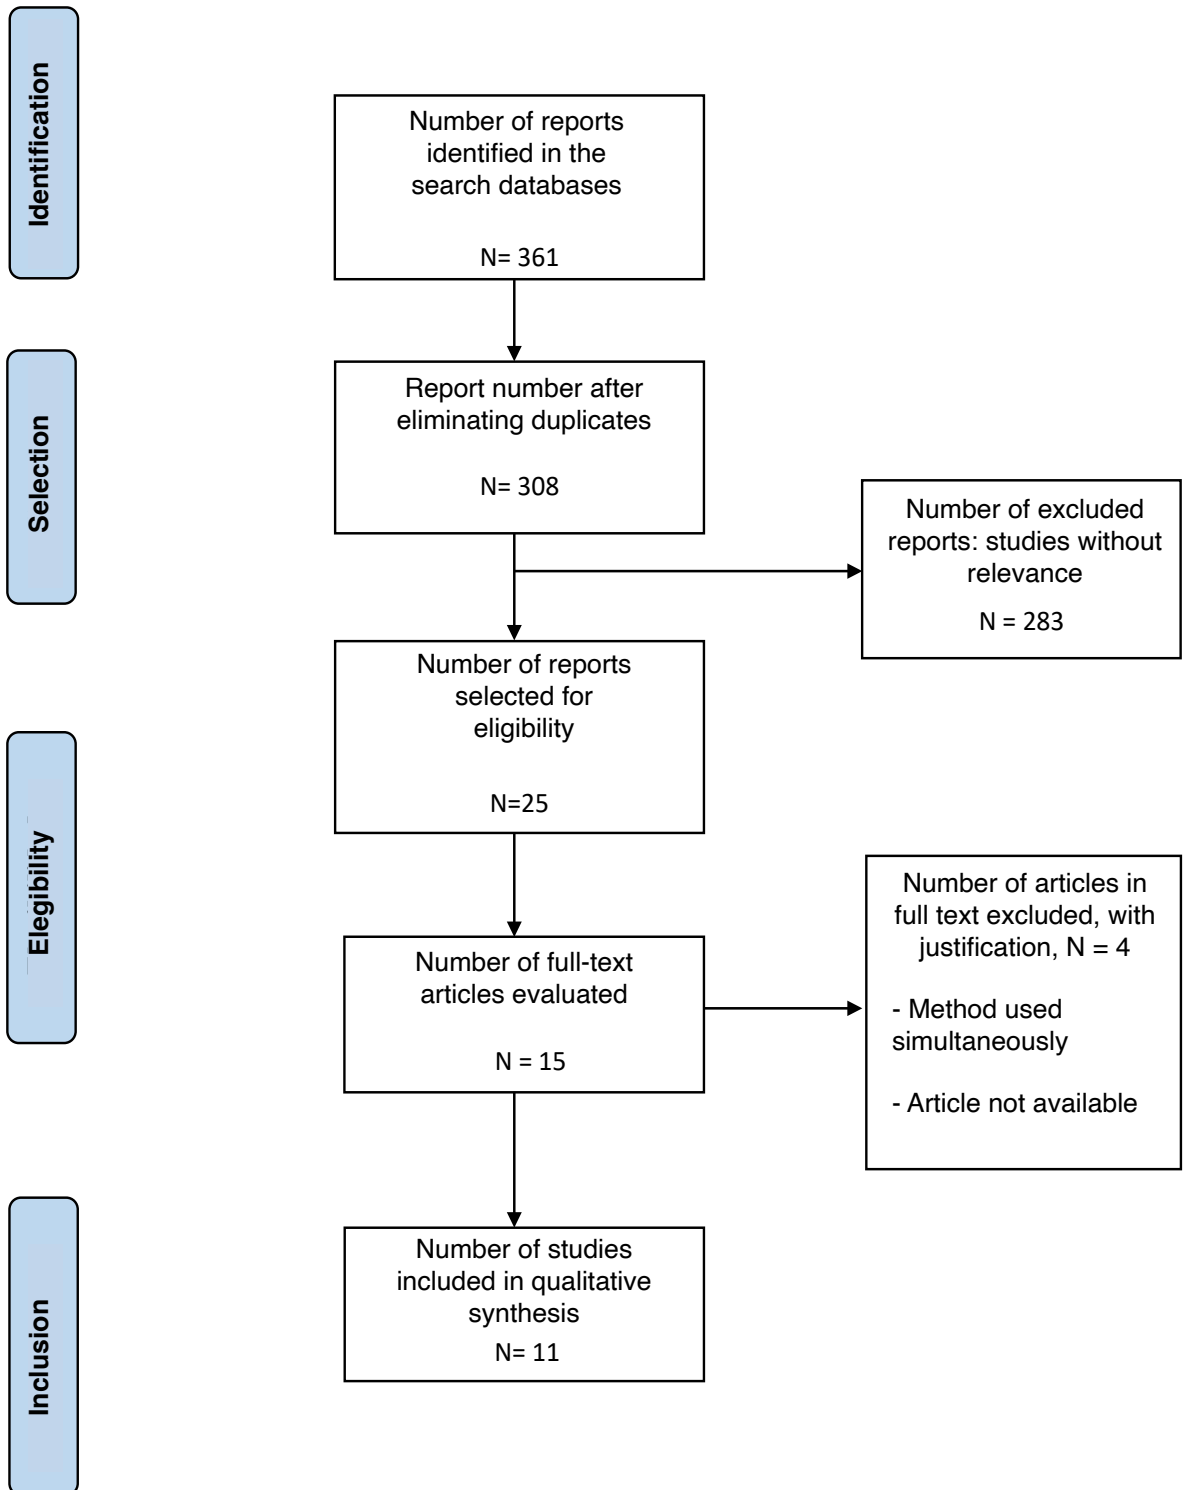 Identification
Number of reports
identified in the
search databases
N= 361
Selection
Report number after
eliminating duplicates
N= 308
Number of excluded
reports: studies without
relevance
N = 283
Number of reports
selected for
eligibility
N=25
Elegibility
Number of full-text
articles evaluated
N = 15
Number of articles in
full text excluded, with
justification, N = 4
- Method used
simultaneously
- Article not available
Inclusion
Number of studies
included in qualitative
synthesis
N= 11